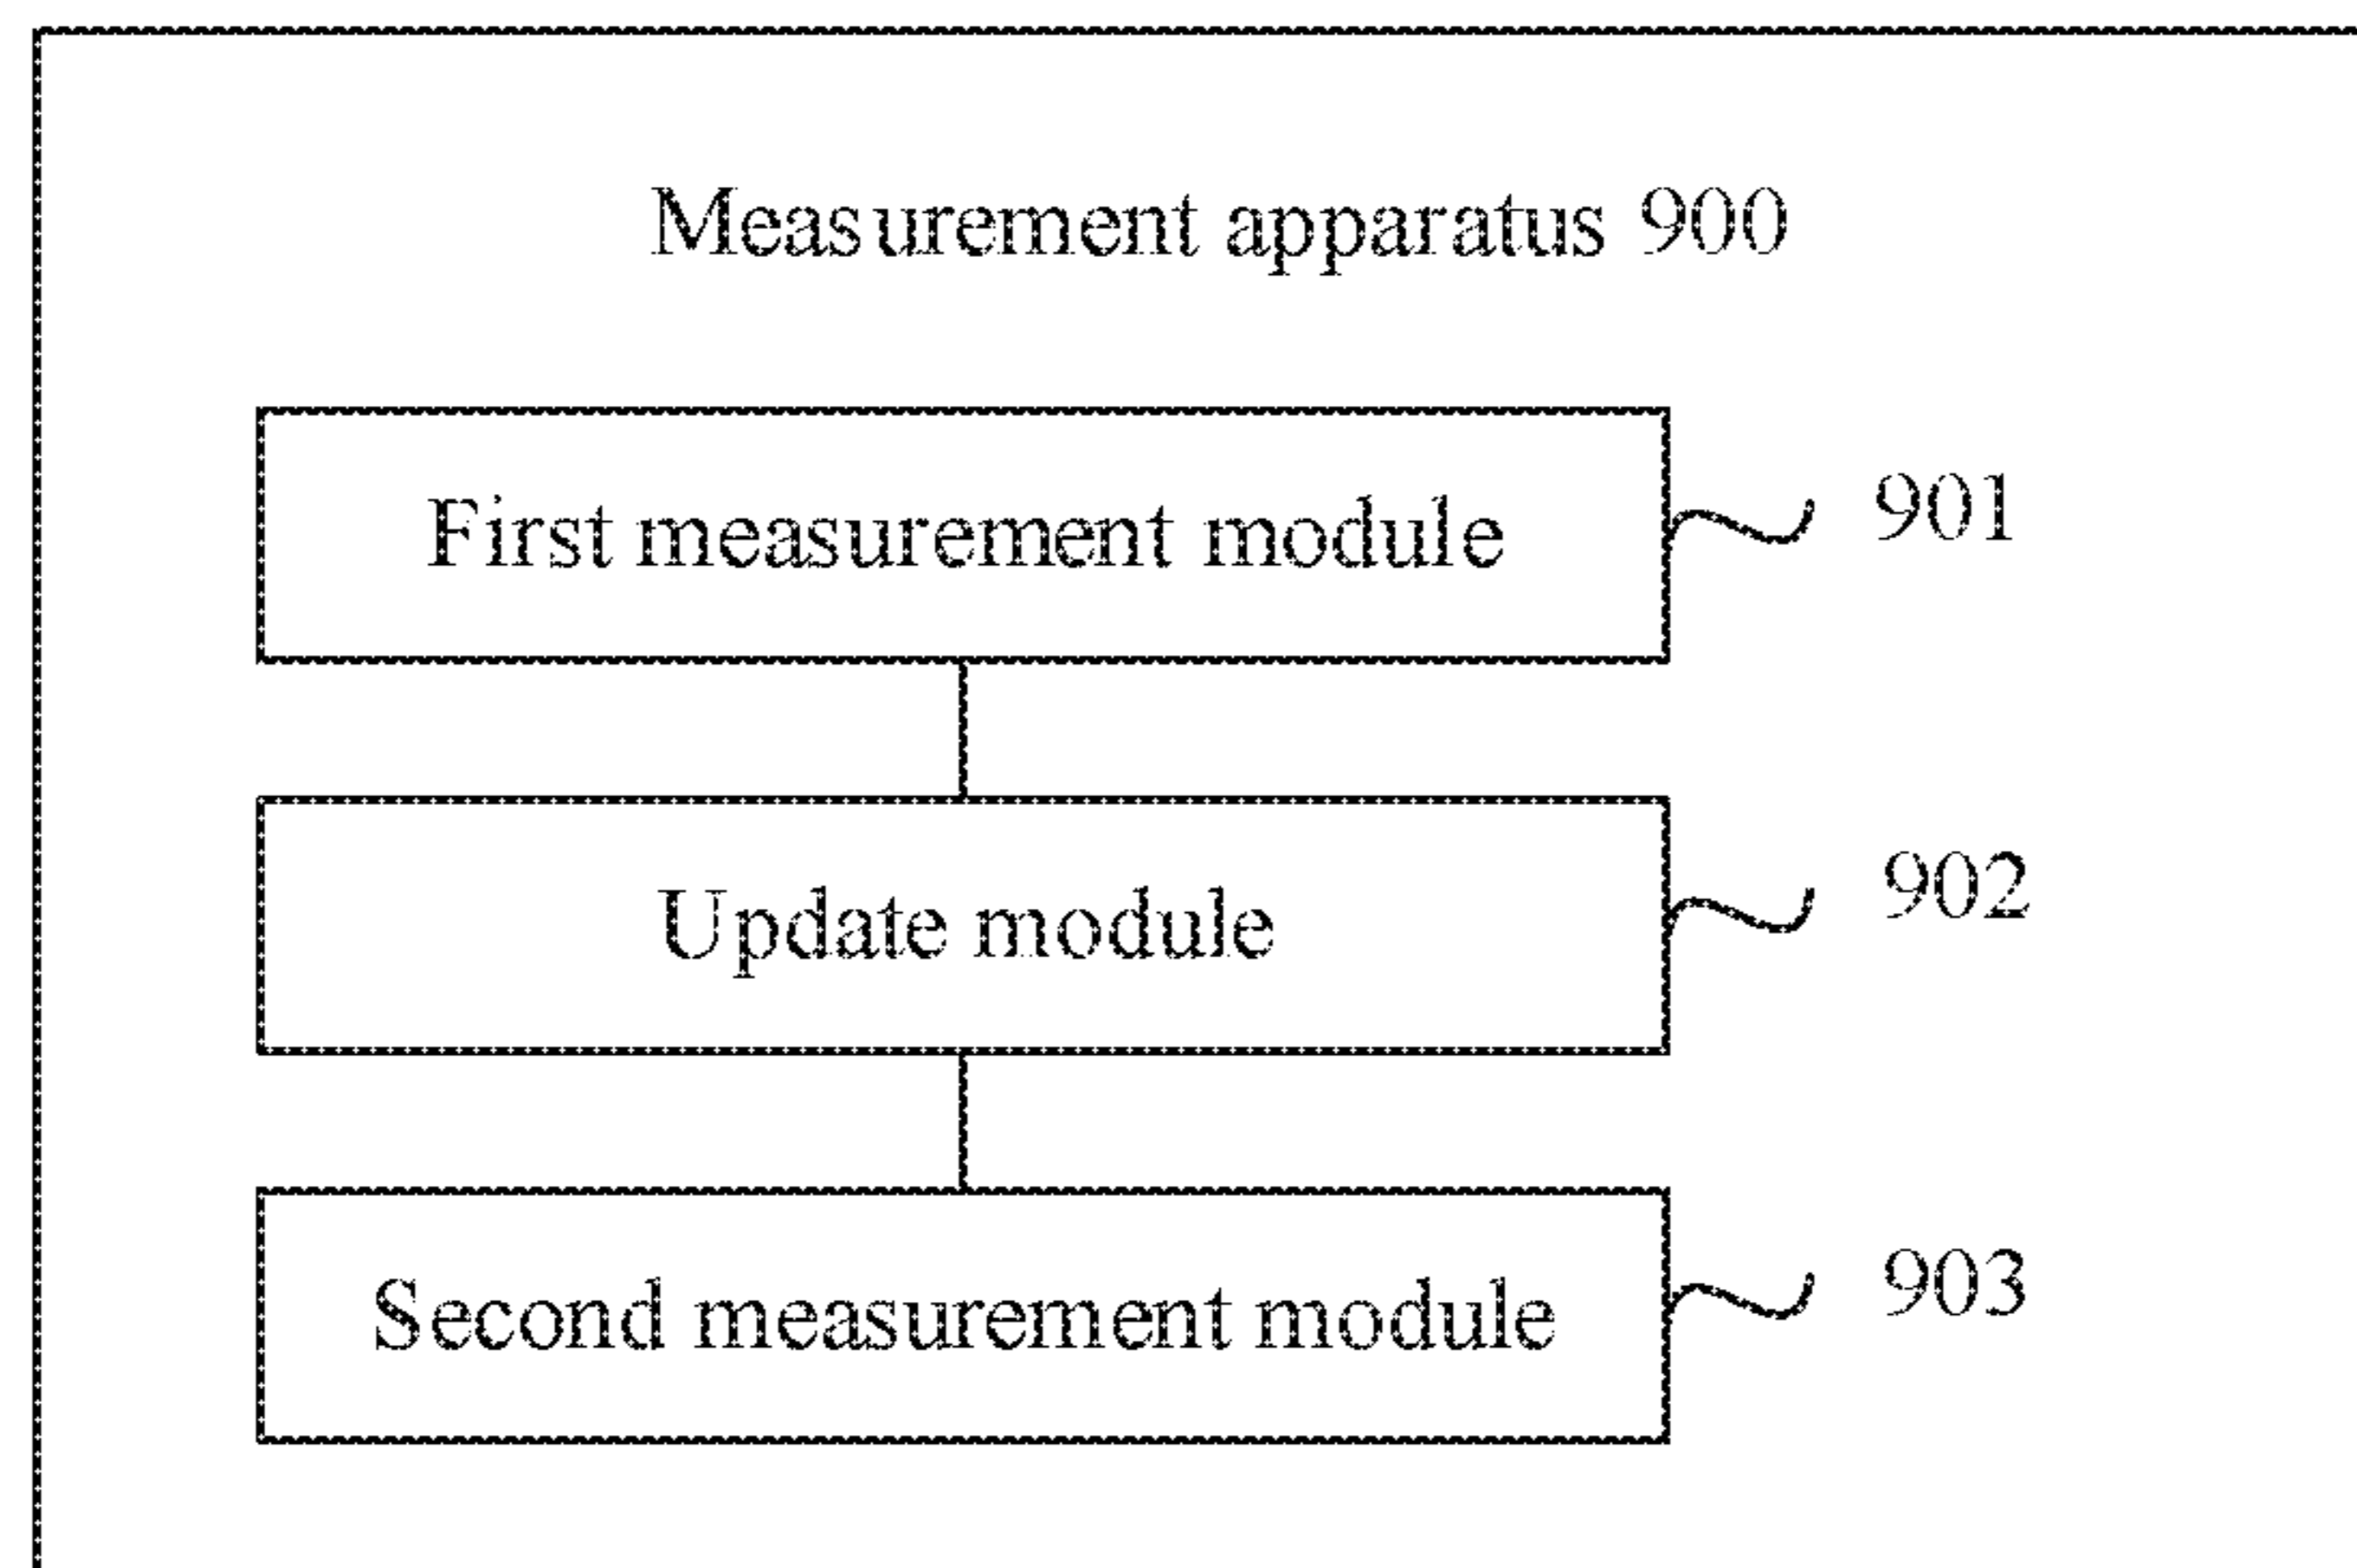 Measurement apparatus 900
First measurement module
901
Update module
902
Second measurement module
903